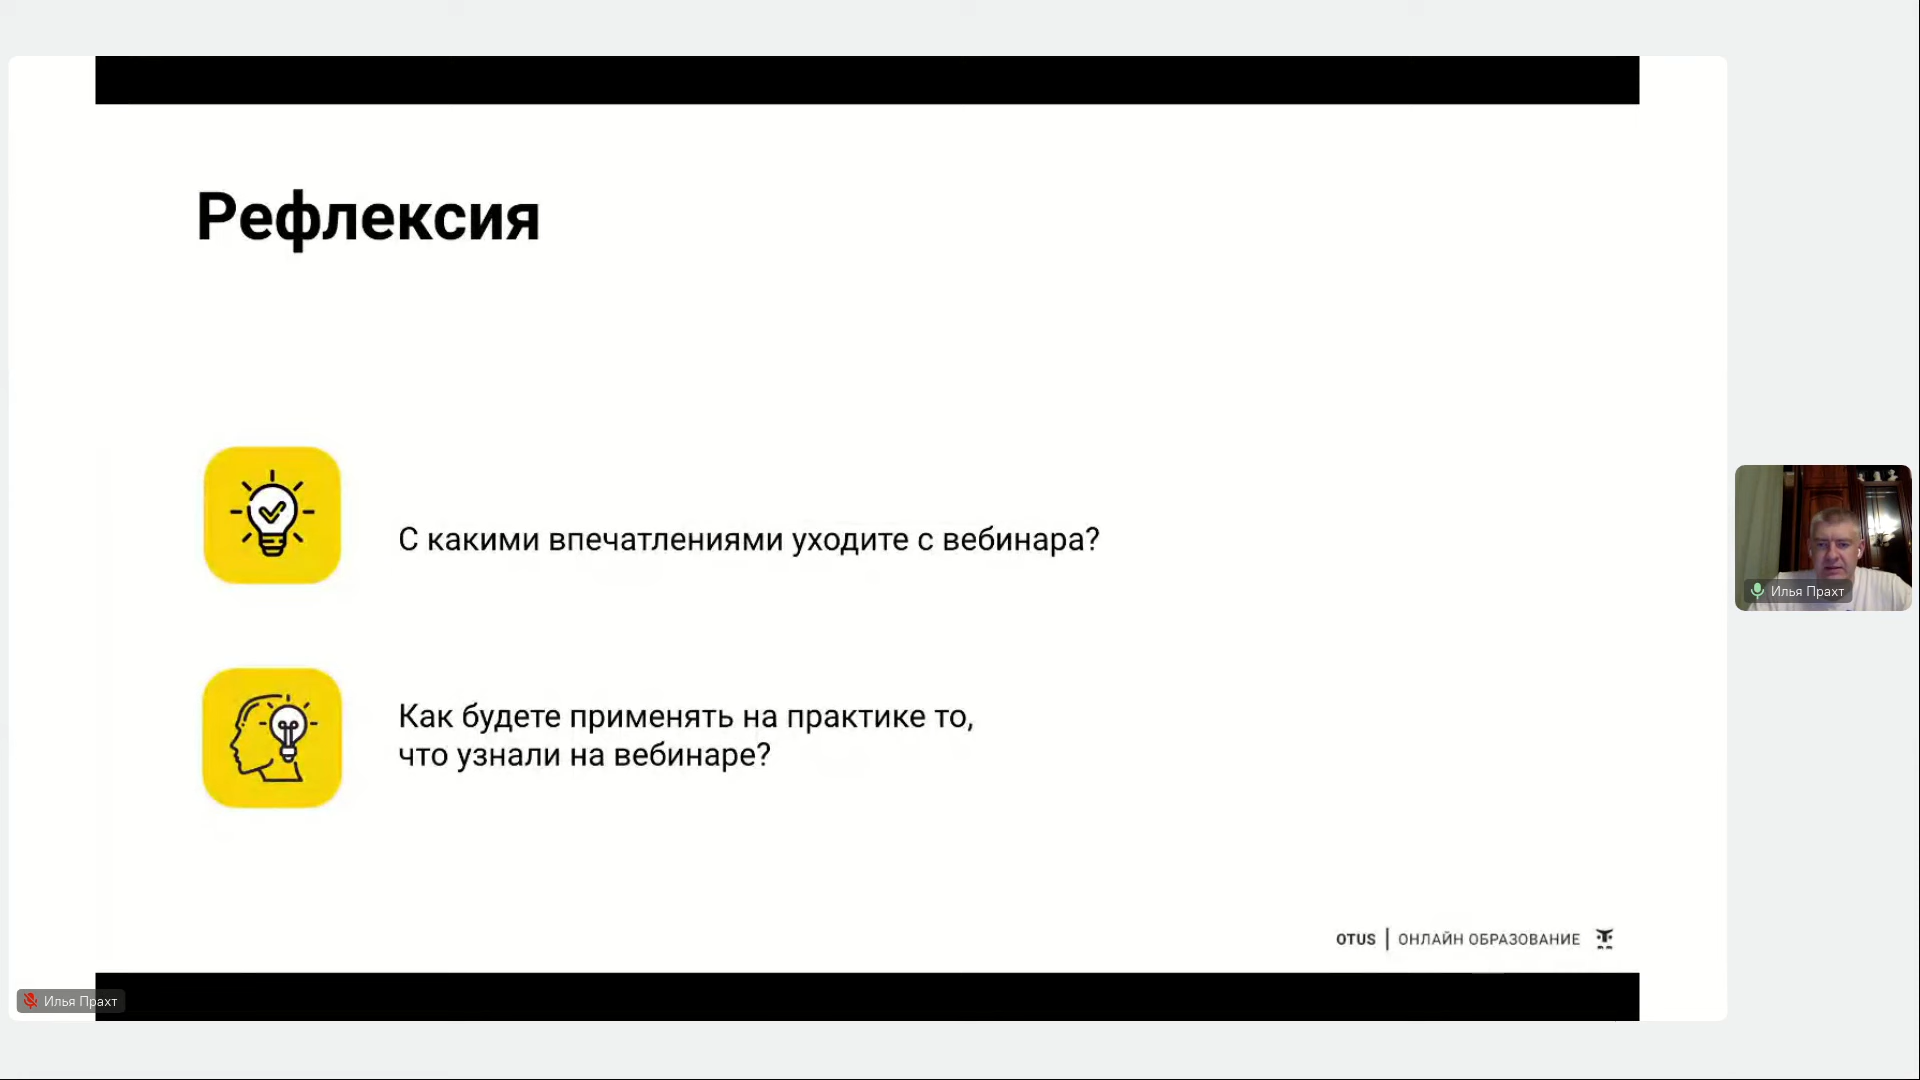 Рефлексия
С какими впечатлениями уходите с вебинара?
Как будете применять на практике то,
что узнали на вебинаре?
OTUS | ОНЛАЙН ОБРАЗОВАНИЕ
Илья Прахт
Илья Прахт